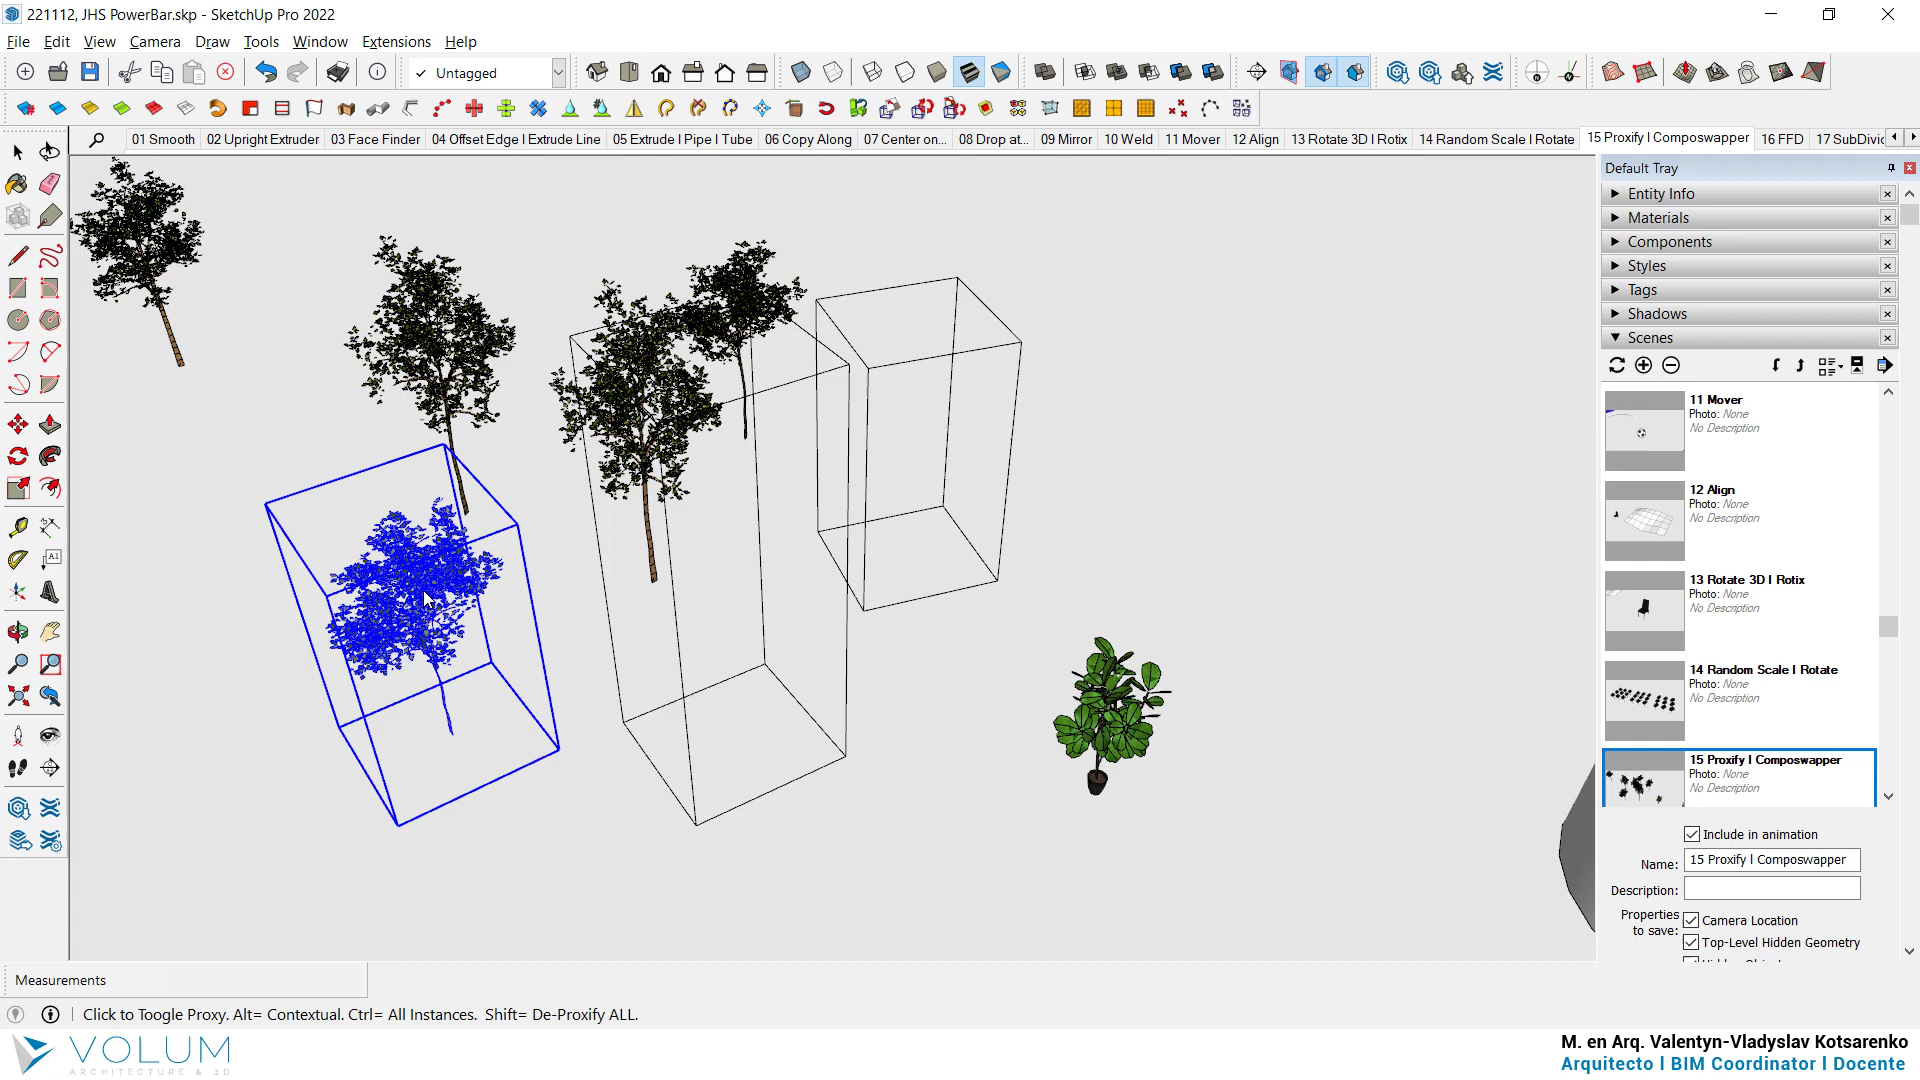 221112, JHS PowerBar.skp - SketchUp Pro 2022
File Edit View Camera Draw Tools Window Extensions Help
✓ Untagged
01 Smooth 02 Upright Extruder 03 Face Finder 04 Offset Edge I Extrude Line 05 Extrude I Pipe I Tube 06 Copy Along 07 Center on... 08 Drop at... 09 Mirror 10 Weld 11 Mover 12 Align 13 Rotate 3D I Rotix 14 Random Scale I Rotate 15 Proxify I Composwapper 16 FFD 17 SubDivi
Default Tray
Entity Info
Materials
Components
Styles
Tags
Shadows
Scenes
11 Mover
Photo: None
No Description
12 Align
Photo: None
No Description
13 Rotate 3D I Rotix
Photo: None
No Description
14 Random Scale I Rotate
Photo: None
No Description
15 Proxify I Composwapper
Photo: None
No Description
Include in animation
Name: 15 Proxify I Composwapper
Description:
Properties to save:
Camera Location
Top-Level Hidden Geometry
A1
Measurements
Click to Toogle Proxy. Alt= Contextual. Ctrl= All Instances. Shift= De-Proxify ALL.
VOLUM
ARCHITECTURE & 3D
M. en Arq. Valentyn-Vladyslav Kotsarenko
Arquitecto I BIM Coordinator I Docente